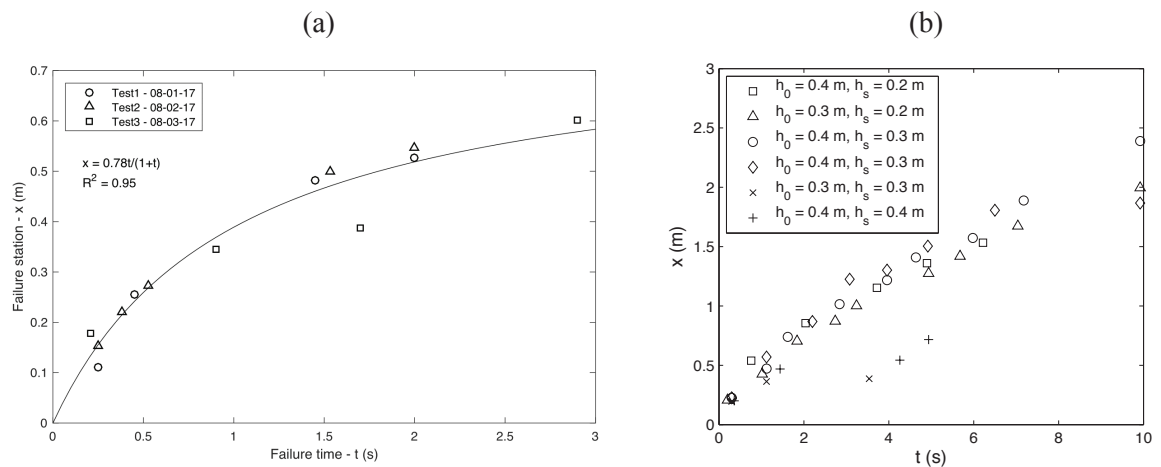 (a)
0.7
0.6
0.5
0.4
0.3
0.2
0.1
0
Failure station - x (m)
Test1 - 08-01-17
Test2 - 08-02-17
Test3 - 08-03-17
x = 0.78t/(1+t)
R² = 0.95
0 0.5 1 1.5 2 2.5 3
Failure time - t (s)
(b)
3
2.5
2
1.5
1
0.5
0
x (m)
h₀ = 0.4 m, hₛ = 0.2 m
h₀ = 0.3 m, hₛ = 0.2 m
h₀ = 0.4 m, hₛ = 0.3 m
h₀ = 0.4 m, hₛ = 0.3 m
h₀ = 0.3 m, hₛ = 0.3 m
h₀ = 0.4 m, hₛ = 0.4 m
0 2 4 6 8 10
t (s)